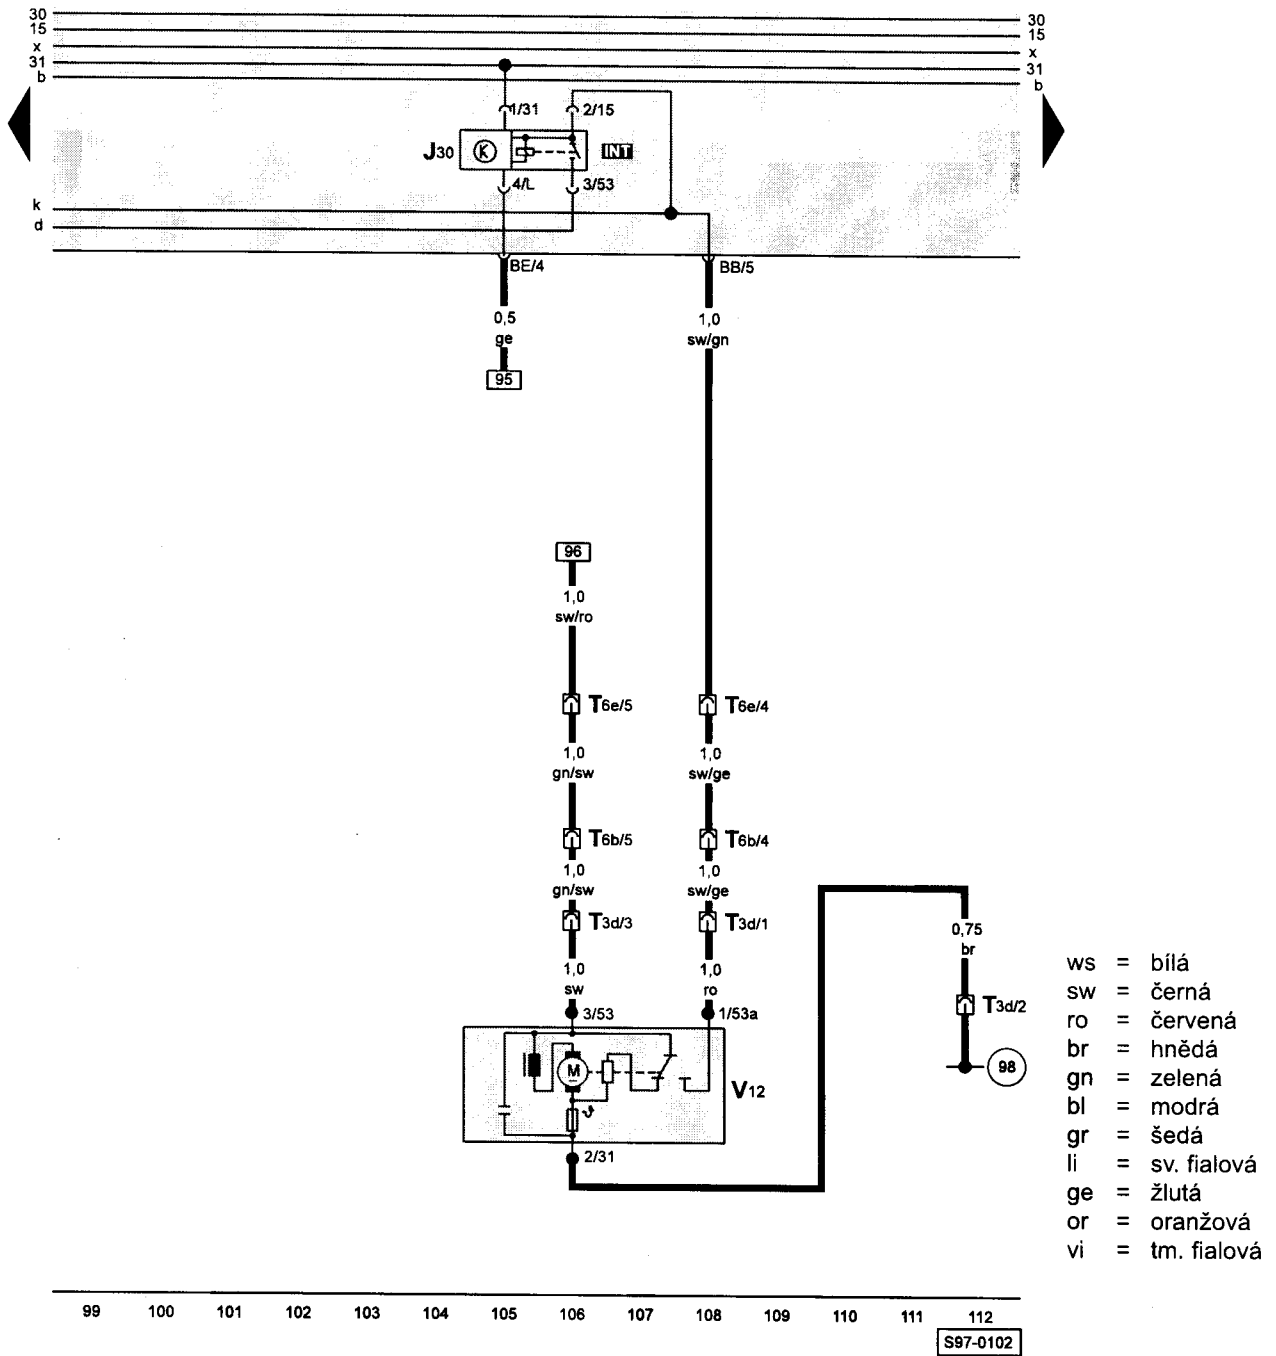 30 30
15 15
x x
31 31
b b
1/31 2/15
J30 K INT
4/L 3/53
k
d
BE/4 BB/5
0,5 1,0
ge sw/gn
95
96
1,0
sw/ro
T6e/5 T6e/4
1,0 1,0
gn/sw sw/ge
T6b/5 T6b/4
1,0 1,0
gn/sw sw/ge
T3d/3 T3d/1
0,75
br
1,0 1,0
sw ro
T3d/2
3/53 1/53a
98
M
V12
ϑ
2/31
ws = bílá
sw = černá
ro = červená
br = hnědá
gn = zelená
bl = modrá
gr = šedá
li = sv. fialová
ge = žlutá
or = oranžová
vi = tm. fialová
99 100 101 102 103 104 105 106 107 108 109 110 111 112
S97-0102